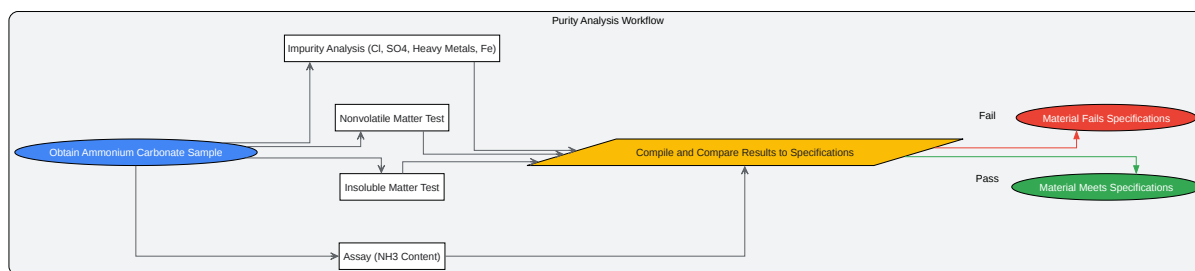 Purity Analysis Workflow
Impurity Analysis (Cl, SO4, Heavy Metals, Fe)
Nonvolatile Matter Test
Obtain Ammonium Carbonate Sample
Insoluble Matter Test
Assay (NH3 Content)
Compile and Compare Results to Specifications
Fail
Material Fails Specifications
Pass
Material Meets Specifications